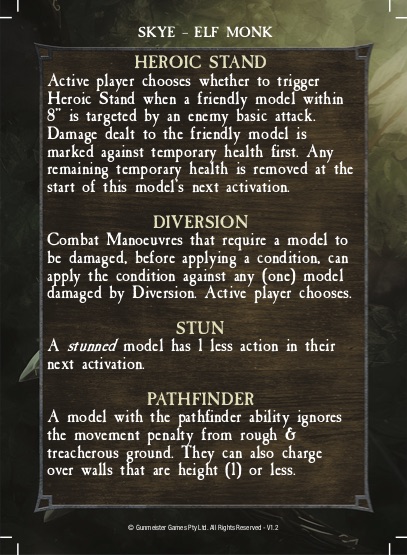 SKYE - ELF MONK
HEROIC STAND
Active player chooses whether to trigger
Heroic Stand when a friendly model within
8” is targeted by an enemy basic attack.
Damage dealt to the friendly model is
marked against temporary health first. Any
remaining temporary health is removed at the
start of this model's next activation.
DIVERSION
Combat Manoeuvres that require a model to
be damaged, before applying a condition, can
apply the condition against any (one) model
damaged by Diversion. Active player chooses.
STUN
A stunned model has 1 less action in their
next activation.
PATHFINDER
A model with the pathfinder ability ignores
the movement penalty from rough &
treacherous ground. They can also charge
over walls that are height (1) or less.
© Gunmeister Games Pty Ltd. All Rights Reserved - V1.2